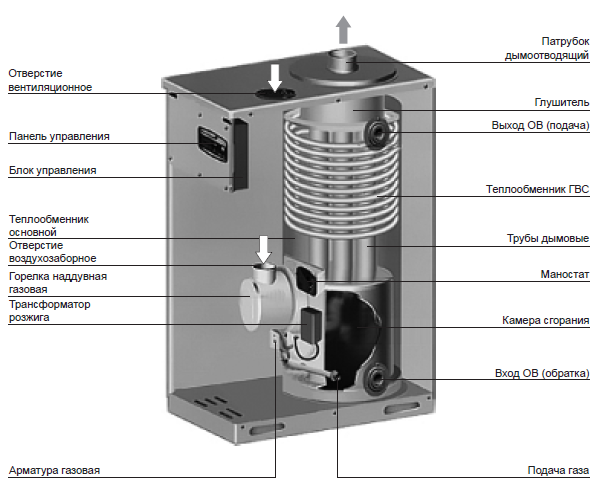 Отверстие
вентиляционное
Панель управления
Блок управления
Теплообменник
основной
Отверстие
воздухозаборное
Горелка наддувная
газовая
Трансформатор
розжига
Арматура газовая
Патрубок
дымоотводящий
Глушитель
Выход ОВ (подача)
Теплообменник ГВС
Трубы дымовые
Маностат
Камера сгорания
Вход ОВ (обратка)
Подача газа